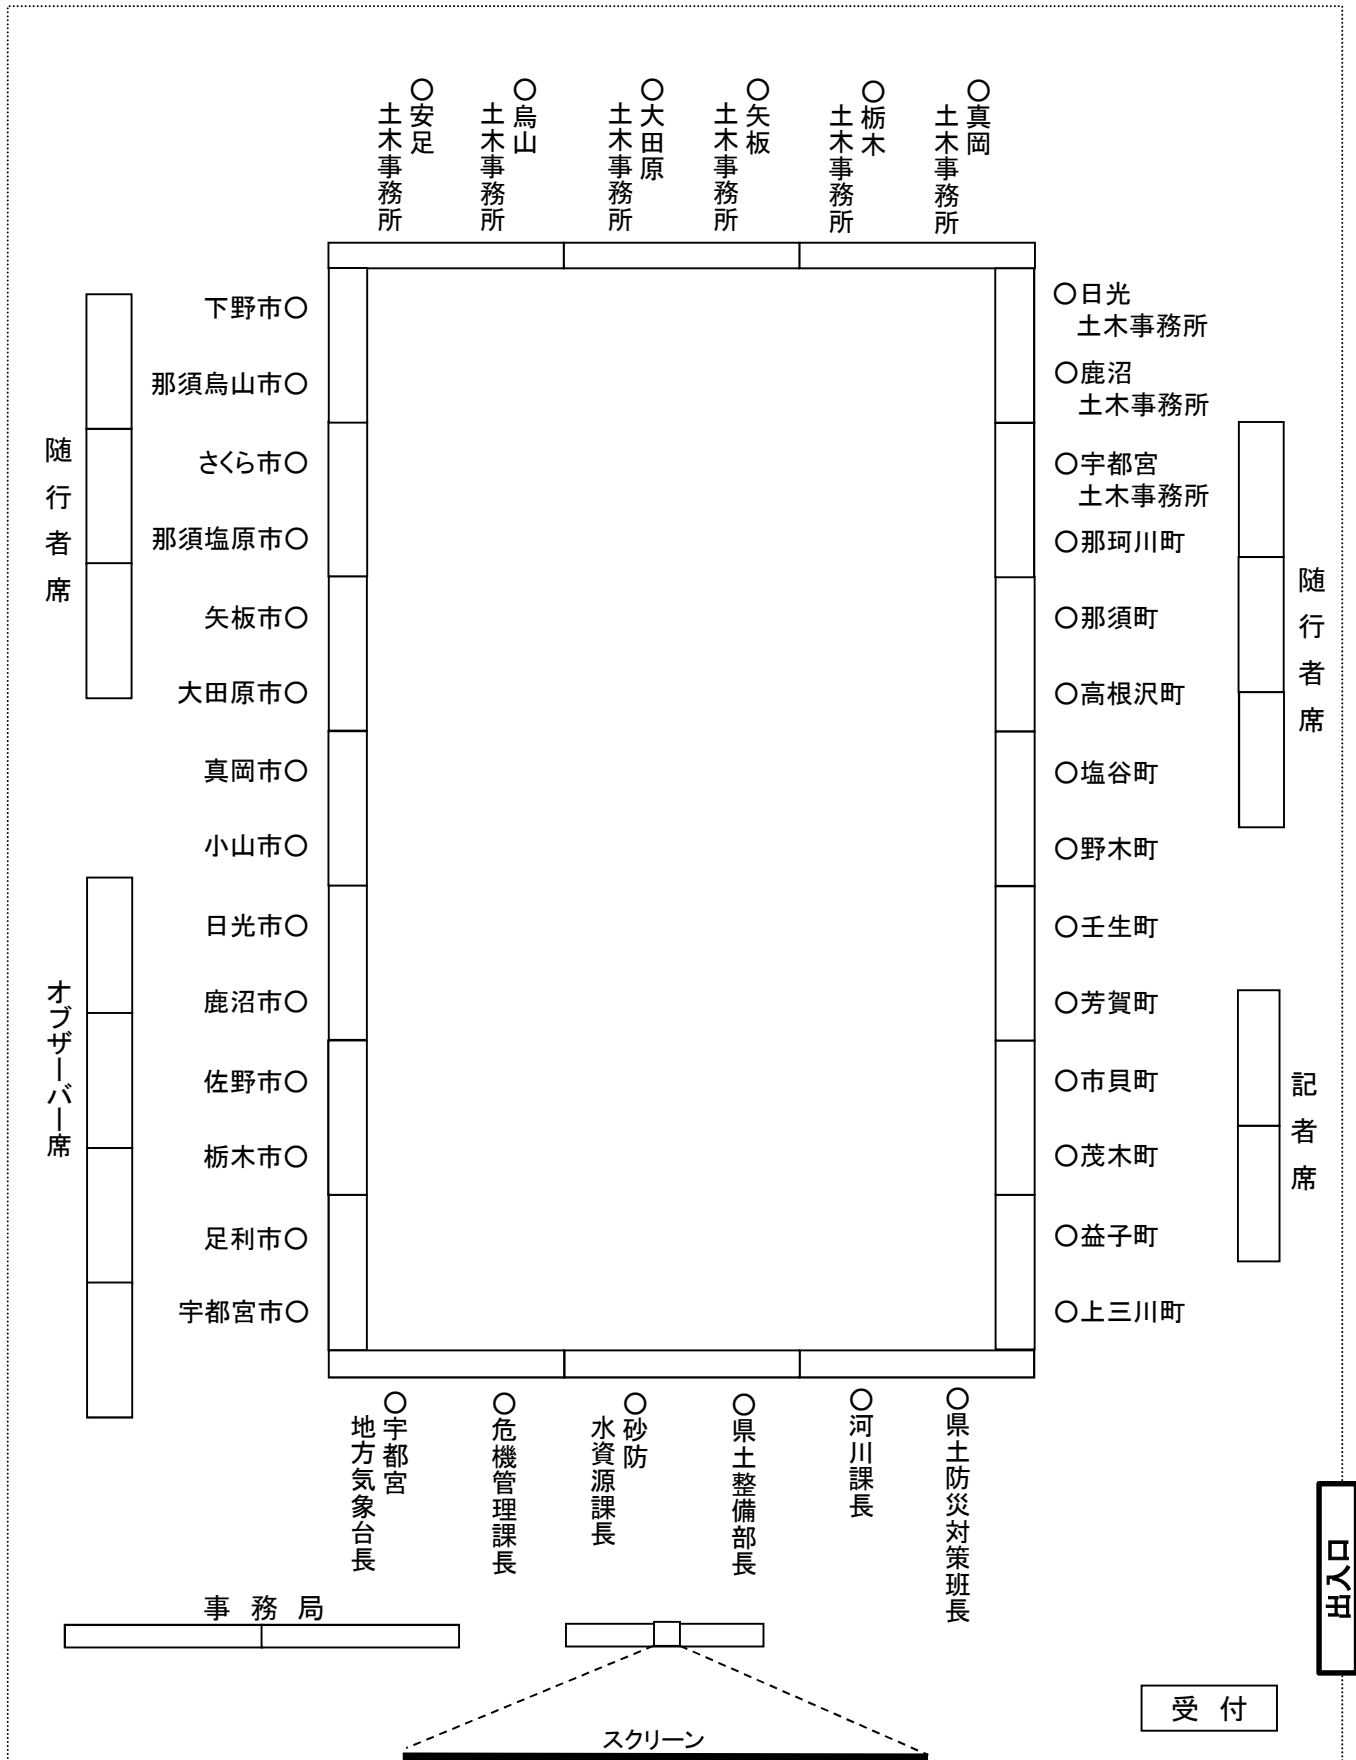 ○安足
土木事務所
○烏山
土木事務所
○大田原
土木事務所
○矢板
土木事務所
○栃木
土木事務所
○真岡
土木事務所
下野市○
那須烏山市○
さくら市○
那須塩原市○
矢板市○
大田原市○
真岡市○
小山市○
日光市○
鹿沼市○
佐野市○
栃木市○
足利市○
宇都宮市○
随行者席
オブザーバー席
○日光
土木事務所
○鹿沼
土木事務所
○宇都宮
土木事務所
○那珂川町
○那須町
○高根沢町
○塩谷町
○野木町
○壬生町
○芳賀町
○市貝町
○茂木町
○益子町
○上三川町
随行者席
記者席
○宇都宮
地方気象台長
○危機管理課長
○砂防
水資源課長
○県土整備部長
○河川課長
○県土防災対策班長
事務局
スクリーン
出入口
受付